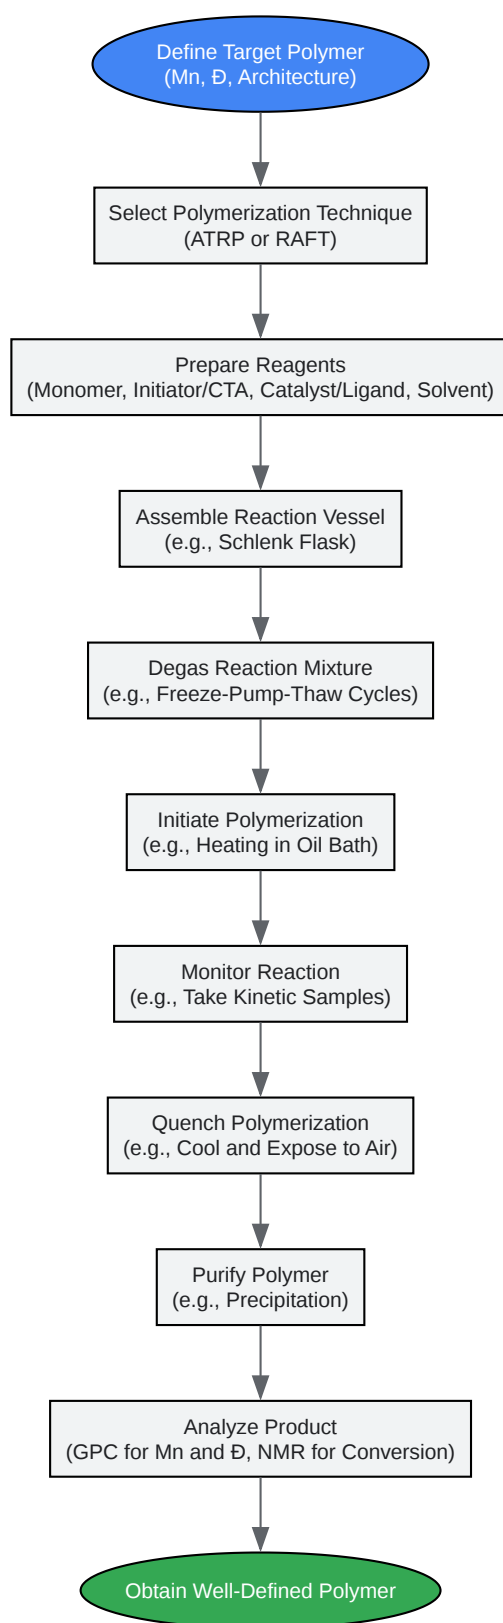 Define Target Polymer
(Mn, Đ, Architecture)
Select Polymerization Technique
(ATRP or RAFT)
Prepare Reagents
(Monomer, Initiator/CTA, Catalyst/Ligand, Solvent)
Assemble Reaction Vessel
(e.g., Schlenk Flask)
Degas Reaction Mixture
(e.g., Freeze-Pump-Thaw Cycles)
Initiate Polymerization
(e.g., Heating in Oil Bath)
Monitor Reaction
(e.g., Take Kinetic Samples)
Quench Polymerization
(e.g., Cool and Expose to Air)
Purify Polymer
(e.g., Precipitation)
Analyze Product
(GPC for Mn and Đ, NMR for Conversion)
Obtain Well-Defined Polymer